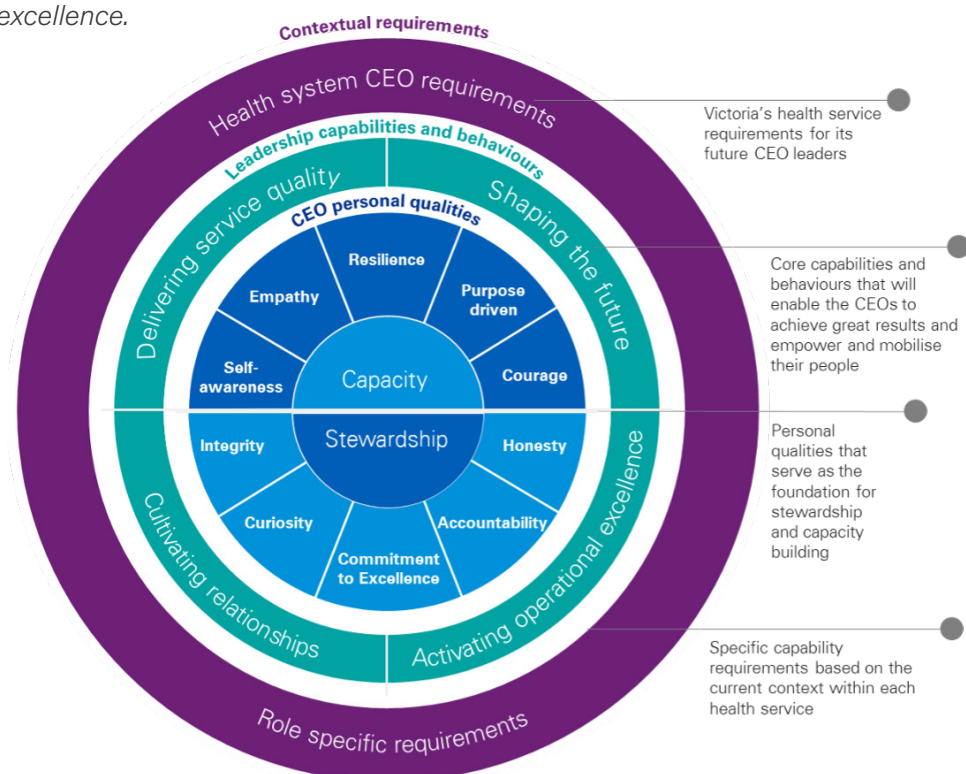 excellence.
Contextual requirements
Health system CEO requirements
Leadership capabilities and behaviours
Delivering service quality
Shaping the future
CEO personal qualities
Resilience
Empathy
Purpose
driven
Self-
awareness
Courage
Capacity
Stewardship
Integrity
Honesty
Curiosity
Accountability
Commitment
to Excellence
Cultivating relationships
Activating operational excellence
Role specific requirements
Victoria's health service
requirements for its
future CEO leaders
Core capabilities and
behaviours that will
enable the CEOs to
achieve great results and
empower and mobilise
their people
Personal
qualities that
serve as the
foundation for
stewardship
and capacity
building
Specific capability
requirements based on the
current context within each
health service